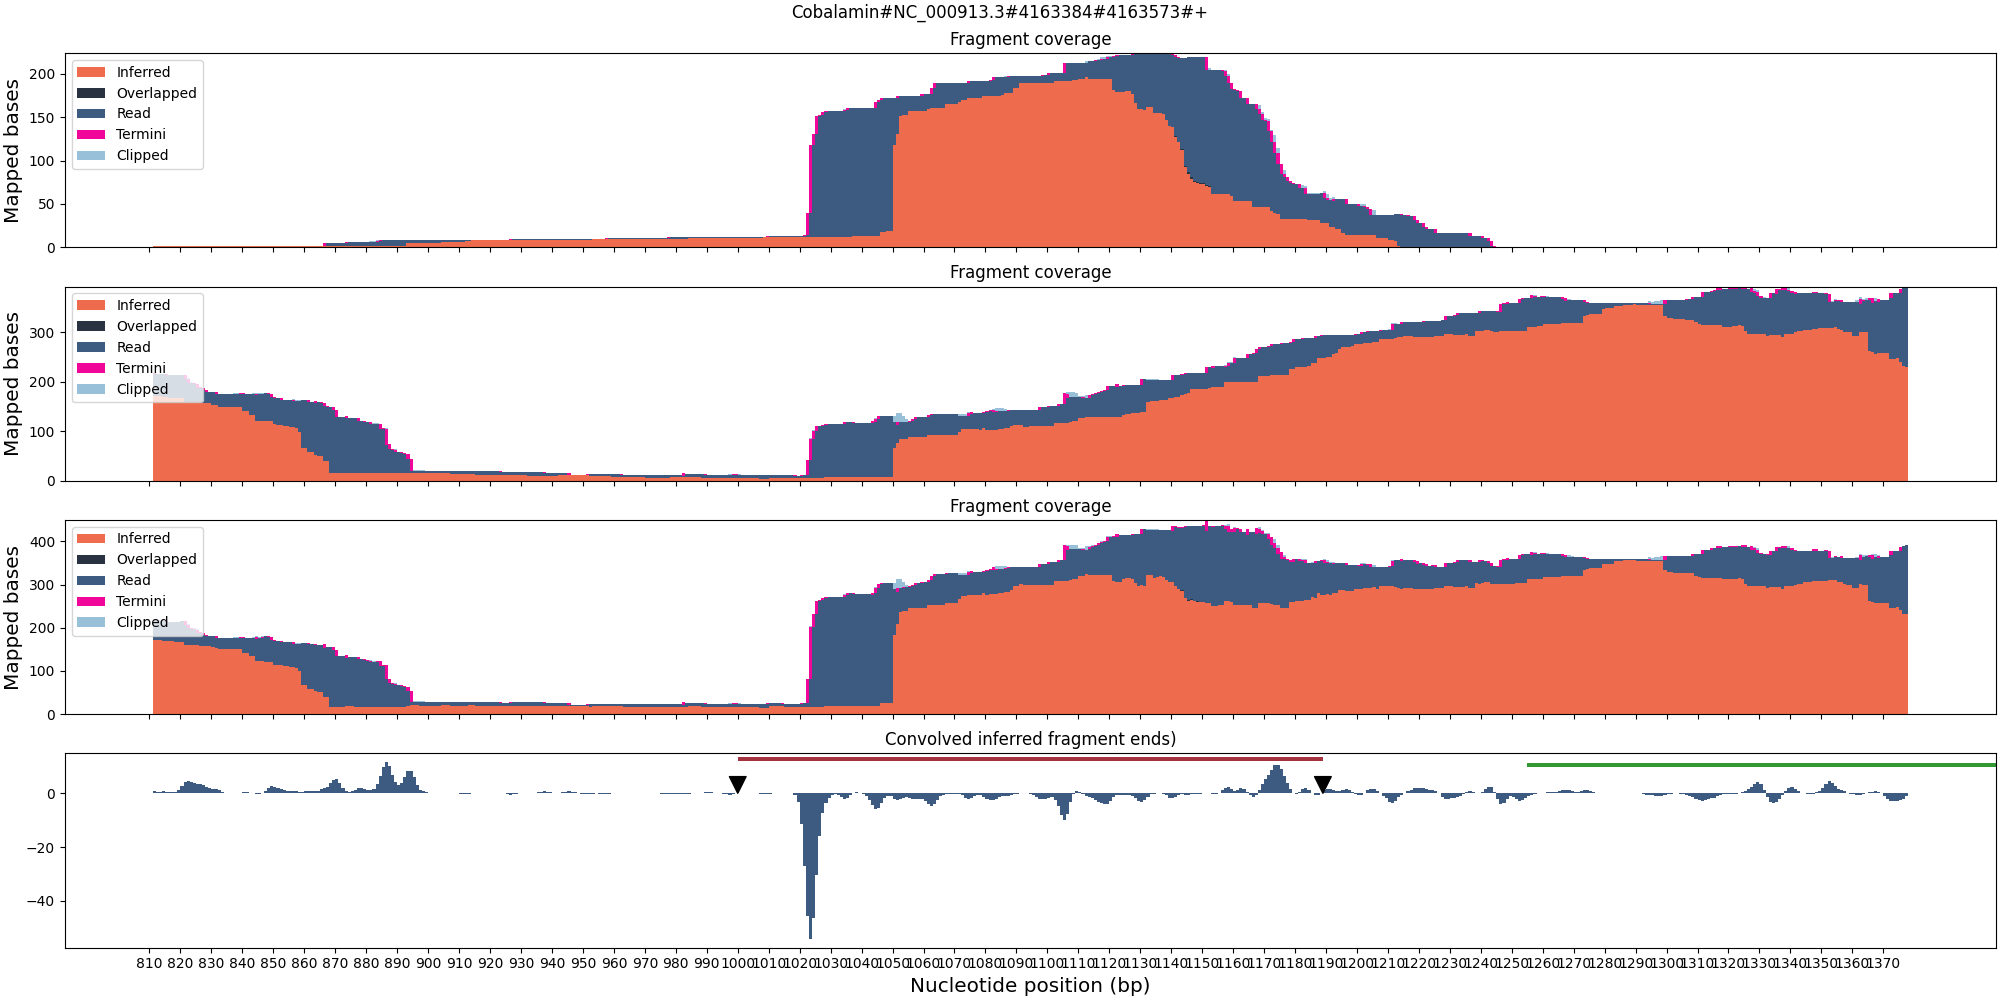 Cobalamin#NC_000913.3#4163384#4163573#+
Fragment coverage
Mapped bases
200
150
100
50
0
Inferred
Overlapped
Read
Termini
Clipped
Fragment coverage
Mapped bases
300
200
100
0
Inferred
Overlapped
Read
Termini
Clipped
Fragment coverage
Mapped bases
400
300
200
100
0
Inferred
Overlapped
Read
Termini
Clipped
Convolved inferred fragment ends)
0
−20
−40
810 820 830 840 850 860 870 880 890 900 910 920 930 940 950 960 970 980 990 1000 1010 1020 1030 1040 1050 1060 1070 1080 1090 1100 1110 1120 1130 1140 1150 1160 1170 1180 1190 1200 1210 1220 1230 1240 1250 1260 1270 1280 1290 1300 1310 1320 1330 1340 1350 1360 1370
Nucleotide position (bp)